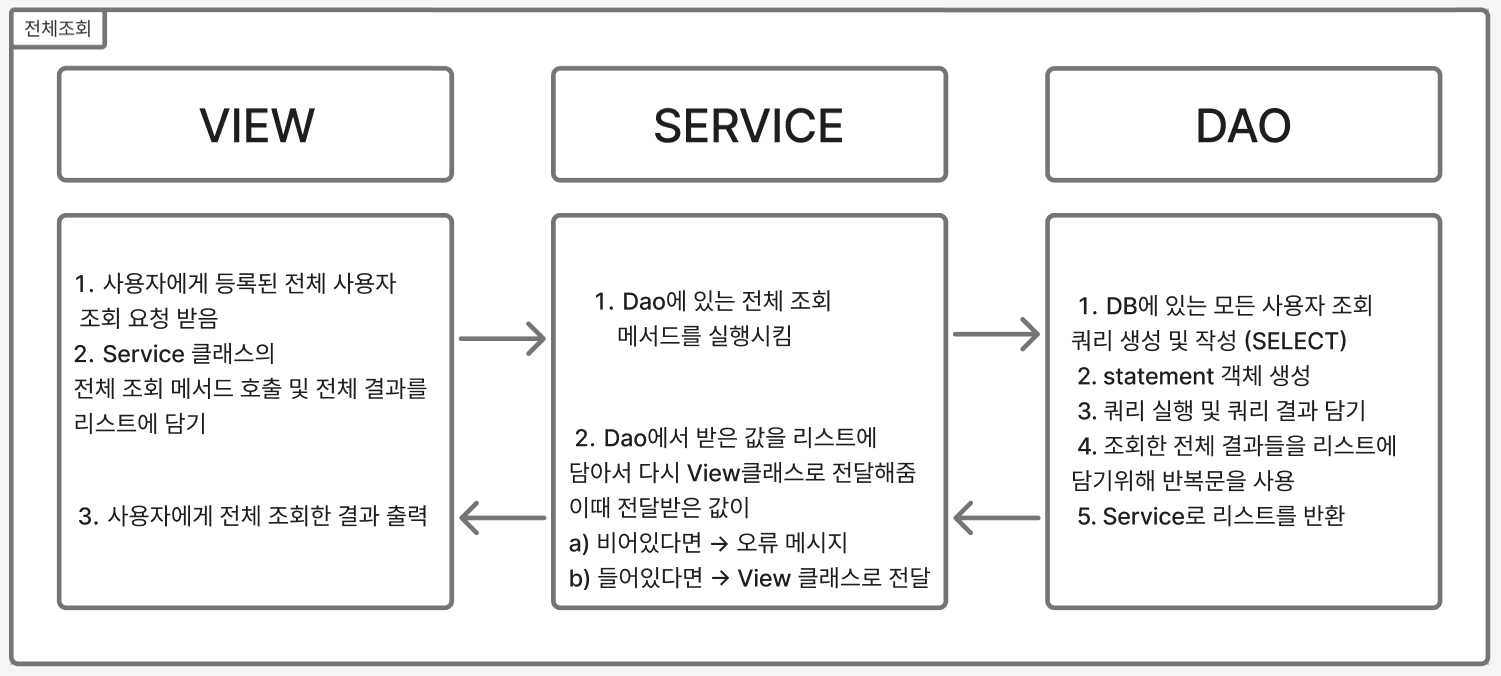 전체조회
VIEW
SERVICE
DAO
1. 사용자에게 등록된 전체 사용자
조회 요청 받음
2. Service 클래스의
전체 조회 메서드 호출 및 전체 결과를
리스트에 담기
3. 사용자에게 전체 조회한 결과 출력
1. Dao에 있는 전체 조회
메서드를 실행시킴
2. Dao에서 받은 값을 리스트에
담아서 다시 View클래스로 전달해줌
이때 전달받은 값이
a) 비어있다면 → 오류 메시지
b) 들어있다면 → View 클래스로 전달
1. DB에 있는 모든 사용자 조회
쿼리 생성 및 작성 (SELECT)
2. statement 객체 생성
3. 쿼리 실행 및 쿼리 결과 담기
4. 조회한 전체 결과들을 리스트에
담기위해 반복문을 사용
5. Service로 리스트를 반환